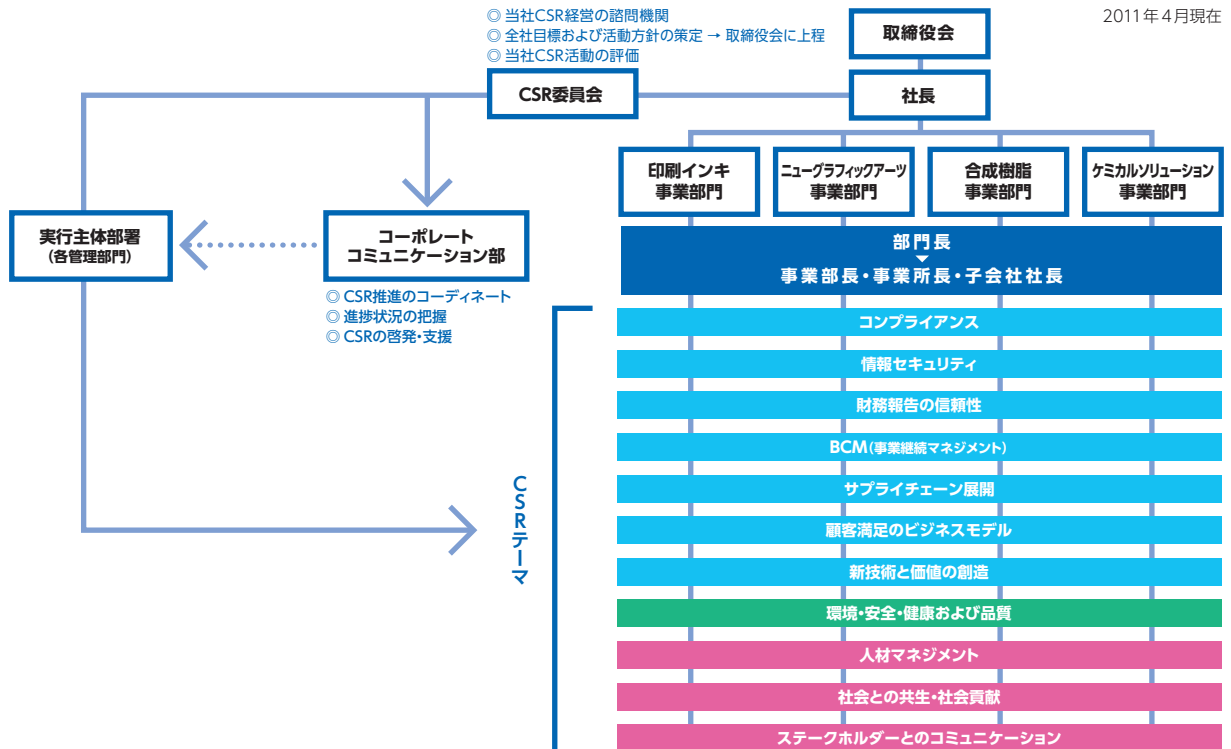 ◎ 当社CSR経営の諮問機関
◎ 全社目標および活動方針の策定 → 取締役会に上程
◎ 当社CSR活動の評価
2011年4月現在
取締役会
CSR委員会
社長
印刷インキ
事業部門
ニューグラフィックアーツ
事業部門
合成樹脂
事業部門
ケミカルソリューション
事業部門
実行主体部署
(各管理部門)
コーポレート
コミュニケーション部
◎ CSR推進のコーディネート
◎ 進捗状況の把握
◎ CSRの啓発・支援
部門長
事業部長・事業所長・子会社社長
CSRテーマ
コンプライアンス
情報セキュリティ
財務報告の信頼性
BCM(事業継続マネジメント)
サプライチェーン展開
顧客満足のビジネスモデル
新技術と価値の創造
環境・安全・健康および品質
人材マネジメント
社会との共生・社会貢献
ステークホルダーとのコミュニケーション